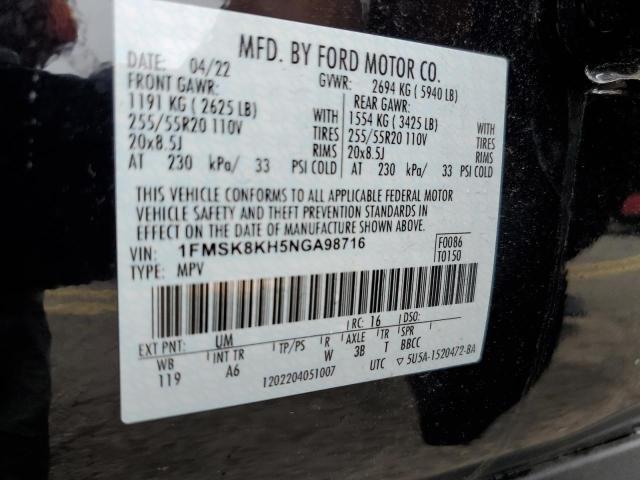 MFD. BY FORD MOTOR CO.
DATE: 04/22 GVWR: 2694 KG ( 5940 LB)
FRONT GAWR: REAR GAWR:
1191 KG ( 2625 LB) 1554 KG ( 3425 LB)
255/55R20 110V TIRES 255/55R20 110V TIRES
20x8.5J RIMS 20x8.5J RIMS
AT 230 kPa/ 33 PSI COLD AT 230 kPa/ 33 PSI COLD
THIS VEHICLE CONFORMS TO ALL APPLICABLE FEDERAL MOTOR
VEHICLE SAFETY AND THEFT PREVENTION STANDARDS IN
EFFECT ON THE DATE OF MANUFACTURE SHOWN ABOVE.
VIN: 1FMSK8KH5NGA98716 F0086
TYPE: MPV T0150
EXT PNT: UM RC: 16 DSO:
WB INT TR TP/PS R AXLE TR SPR
119 A6 W 3B T BBCC
1202204051007 UTC ▽ 5U5A-1520472-BA